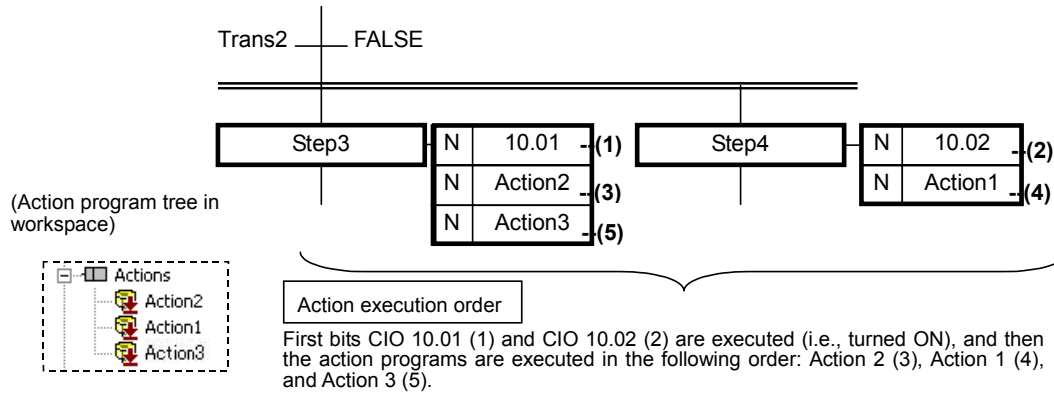 Trans2 FALSE
Step3 N 10.01 (1) Step4 N 10.02 (2)
N Action2 (3) N Action1 (4)
N Action3 (5)
(Action program tree in
workspace)
Actions
Action2
Action1
Action3
Action execution order
First bits CIO 10.01 (1) and CIO 10.02 (2) are executed (i.e., turned ON), and then
the action programs are executed in the following order: Action 2 (3), Action 1 (4),
and Action 3 (5).